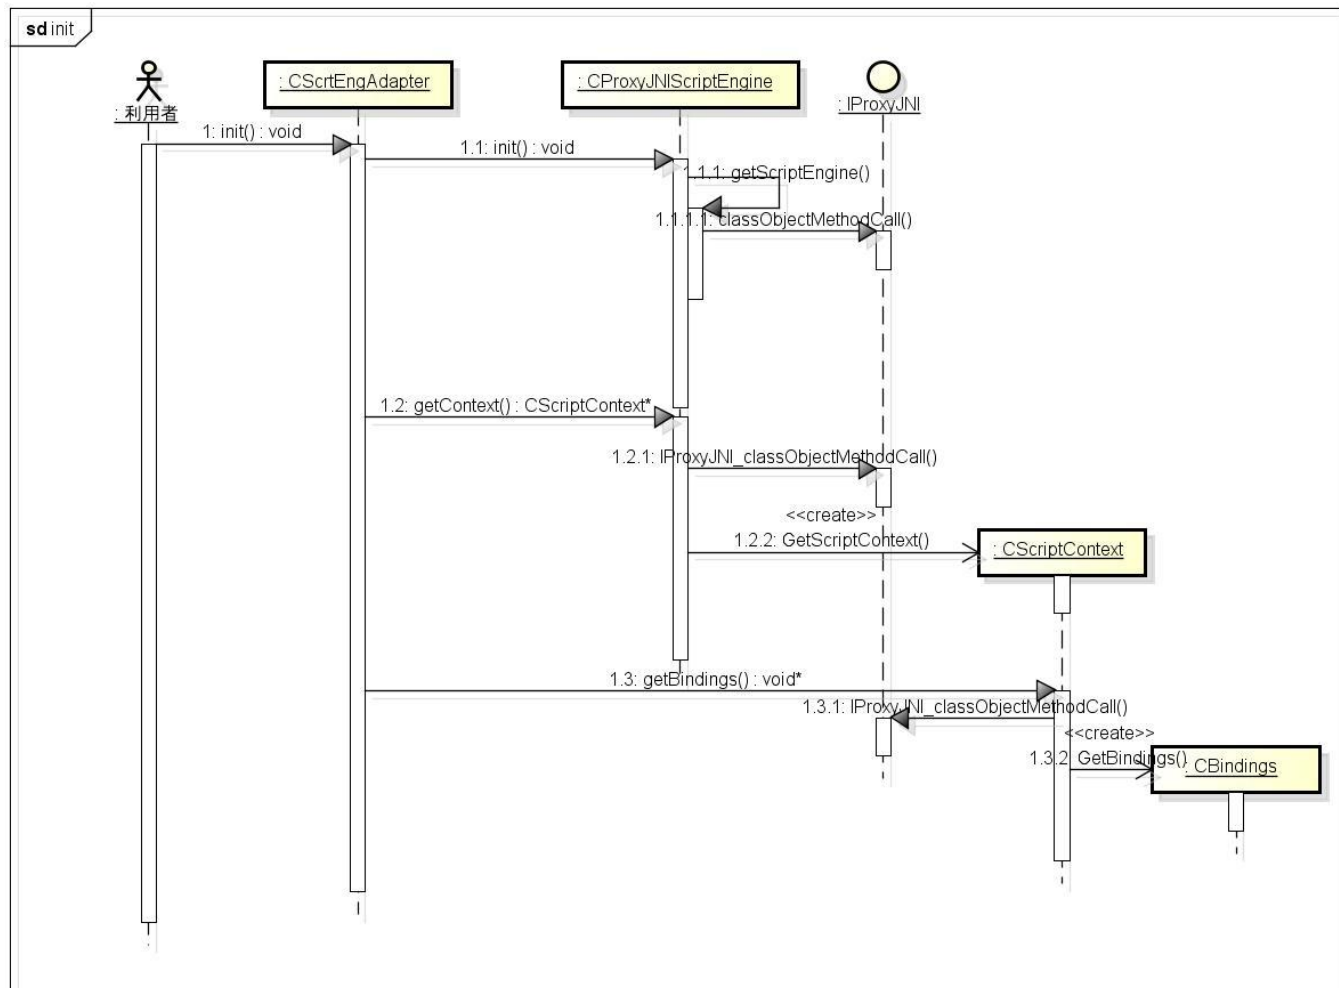 sd init
: 利用者
: CScrtEngAdapter
: CProxyJNIScriptEngine
: IProxyJNI
1: init() : void
1.1: init() : void
1.1.1: getScriptEngine()
1.1.1.1: classObjectMethodCall()
1.2: getContext() : CScriptContext*
1.2.1: IProxyJNI_classObjectMethodCall()
<<create>>
1.2.2: GetScriptContext()
: CScriptContext
1.3: getBindings() : void*
1.3.1: IProxyJNI_classObjectMethodCall()
<<create>>
1.3.2: GetBindings()
: CBindings